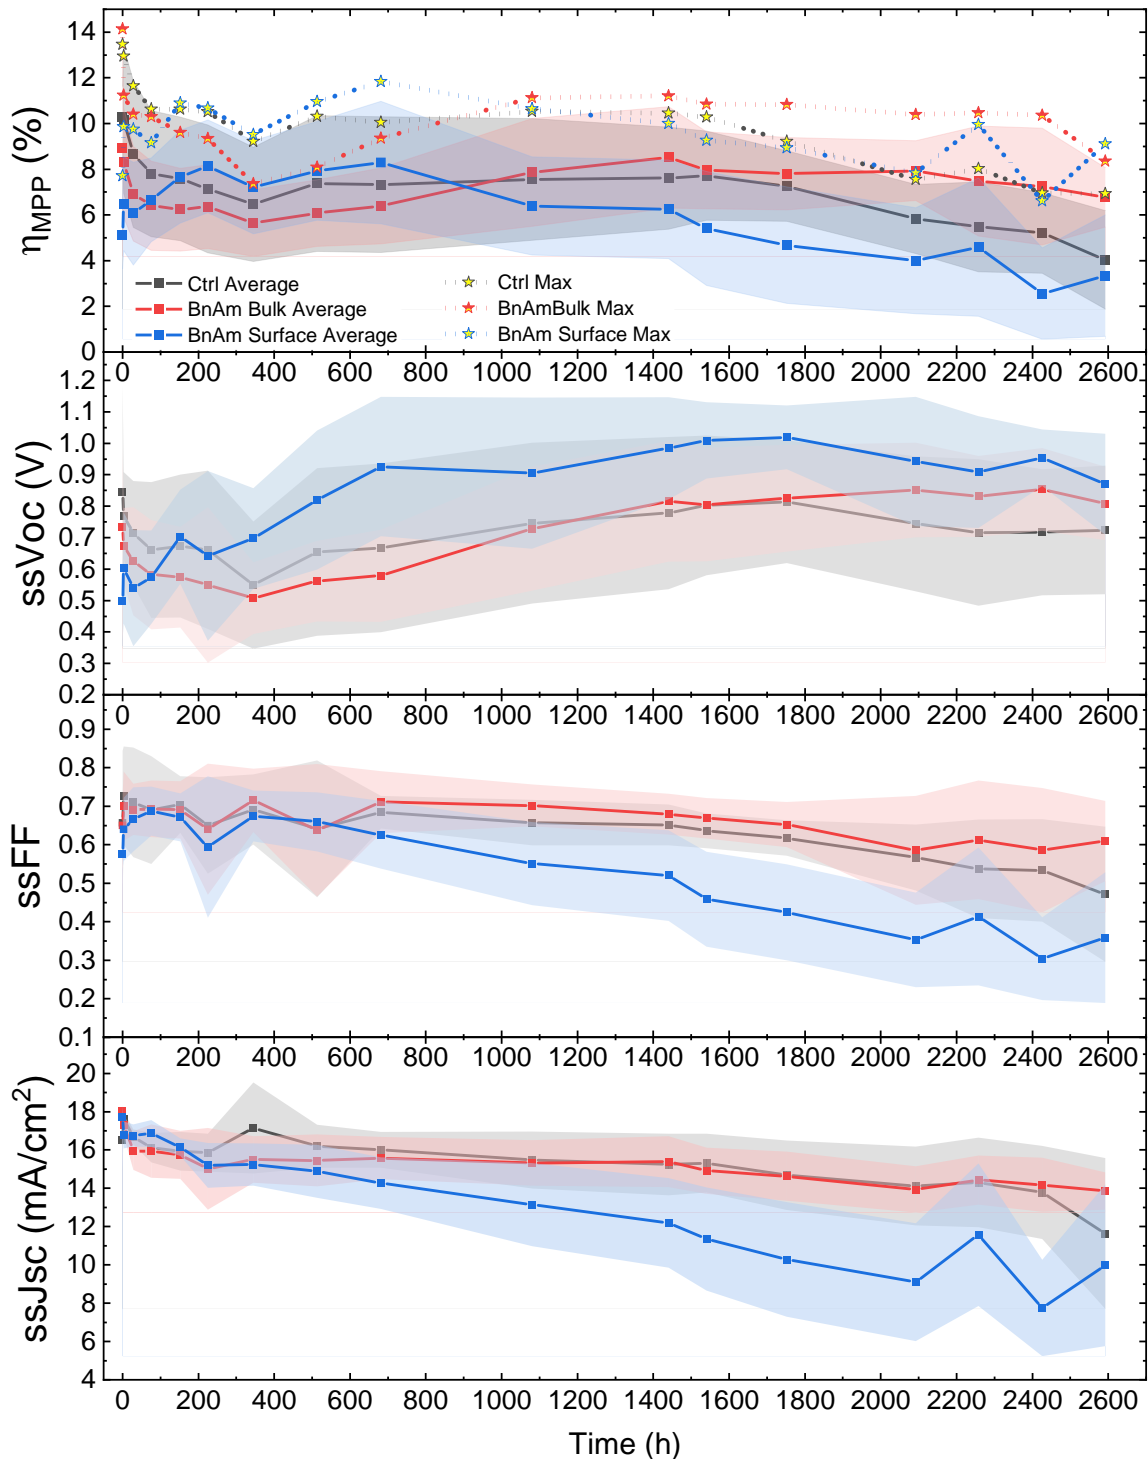 14
12
10
8
6
4
2
0
η_MPP (%)
Ctrl Average
BnAm Bulk Average
BnAm Surface Average
Ctrl Max
BnAmBulk Max
BnAm Surface Max
0 200 400 600 800 1000 1200 1400 1600 1800 2000 2200 2400 2600
1.2
1.1
1.0
0.9
0.8
0.7
0.6
0.5
0.4
0.3
0.2
ssVoc (V)
0 200 400 600 800 1000 1200 1400 1600 1800 2000 2200 2400 2600
0.9
0.8
0.7
0.6
0.5
0.4
0.3
0.2
0.1
ssFF
0 200 400 600 800 1000 1200 1400 1600 1800 2000 2200 2400 2600
20
18
16
14
12
10
8
6
4
ssJsc (mA/cm²)
0 200 400 600 800 1000 1200 1400 1600 1800 2000 2200 2400 2600
Time (h)